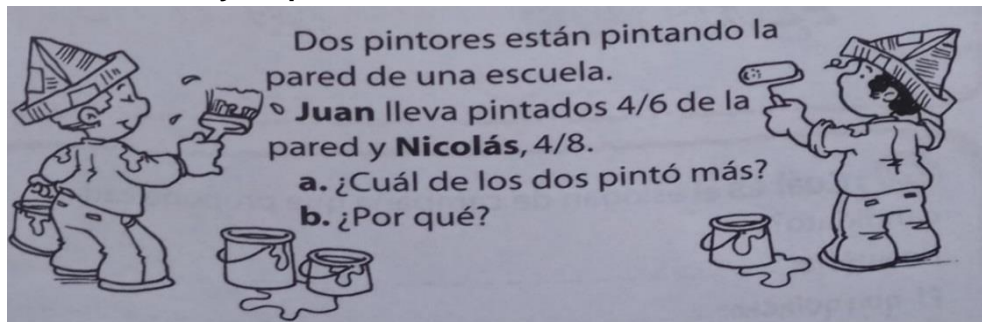 Dos pintores están pintando la
pared de una escuela.
Juan lleva pintados 4/6 de la
pared y Nicolás, 4/8.
a. ¿Cuál de los dos pintó más?
b. ¿Por qué?